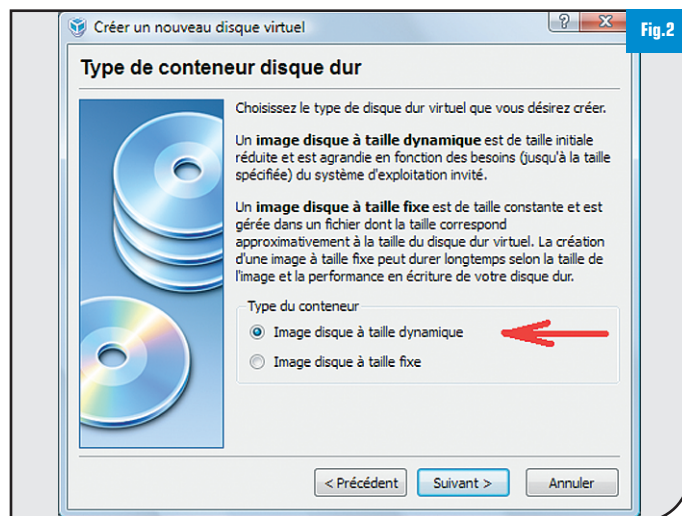 Créer un nouveau disque virtuel
Fig.2
Type de conteneur disque dur
Choisissez le type de disque dur virtuel que vous désirez créer.
Un image disque à taille dynamique est de taille initiale
réduite et est agrandie en fonction des besoins (jusqu'à la taille
spécifiée) du système d'exploitation invité.
Un image disque à taille fixe est de taille constante et est
gérée dans un fichier dont la taille correspond
approximativement à la taille du disque dur virtuel. La création
d'une image à taille fixe peut durer longtemps selon la taille de
l'image et la performance en écriture de votre disque dur.
Type du conteneur
Image disque à taille dynamique
Image disque à taille fixe
< Précédent
Suivant >
Annuler